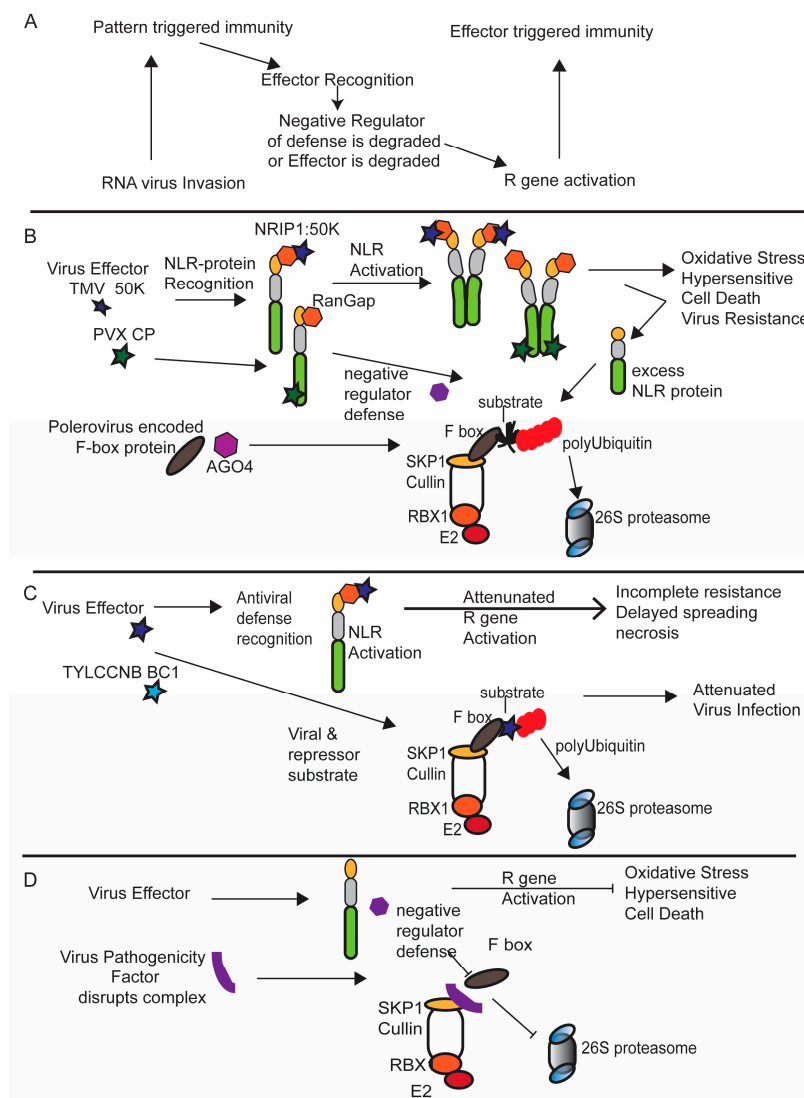 A
Pattern triggered immunity
Effector triggered immunity
Effector Recognition
Negative Regulator
of defense is degraded
or Effector is degraded
RNA virus Invasion
R gene activation
B
NRIP1:50K
Virus Effector
TMV 50K
NLR-protein
Recognition
NLR
Activation
Oxidative Stress
Hypersensitive
Cell Death
Virus Resistance
RanGap
PVX CP
negative
regulator
defense
excess
NLR protein
substrate
Polerovirus encoded
F-box protein
AGO4
F box
polyUbiquitin
SKP1
Cullin
RBX1
E2
26S proteasome
C
Virus Effector
Antiviral
defense
recognition
NLR
Activation
Attenunated
R gene
Activation
Incomplete resistance
Delayed spreading
necrosis
TYLCCNB BC1
substrate
Attenuated
Virus Infection
F box
Viral &
repressor
substrate
polyUbiquitin
SKP1
Cullin
RBX1
E2
26S proteasome
D
Virus Effector
R gene
Activation
Oxidative Stress
Hypersensitive
Cell Death
negative
regulator
defense
F box
Virus Pathogenicity
Factor
disrupts complex
SKP1
Cullin
RBX
E2
26S proteasome